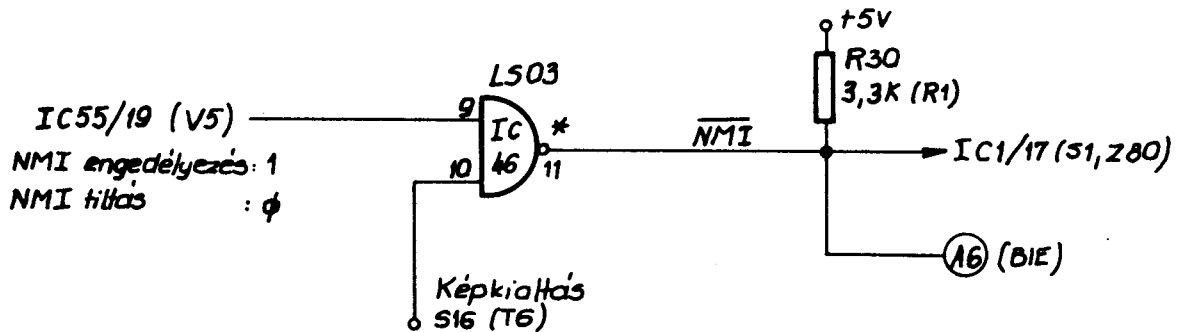 +5V
R30
3,3K (R1)
LS03
IC55/19 (V5)
9
IC
46
*
10
11
NMI
IC1/17 (S1, Z80)
NMI engedélyezés: 1
NMI tiltás : ϕ
A6 (BIE)
Képkioltás
S16 (T6)